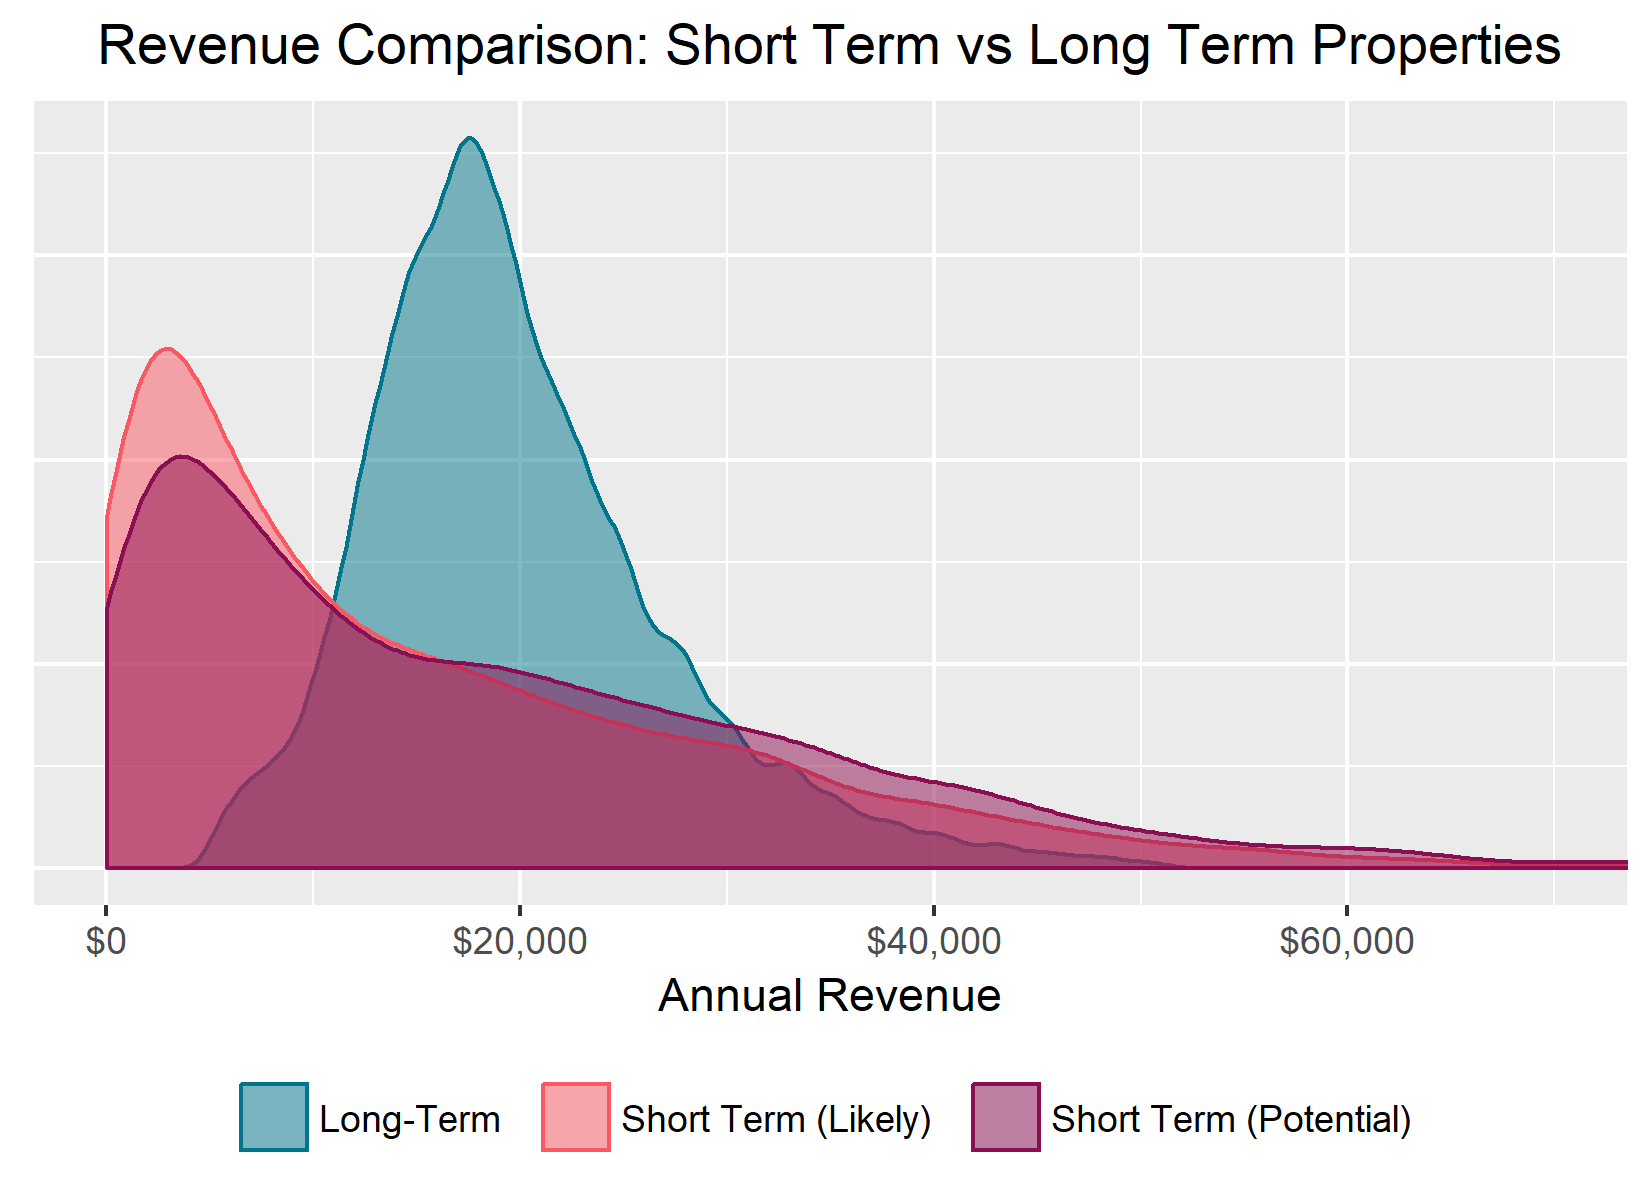 Revenue Comparison: Short Term vs Long Term Properties
$0 $20,000 $40,000 $60,000
Annual Revenue
Long-Term Short Term (Likely) Short Term (Potential)